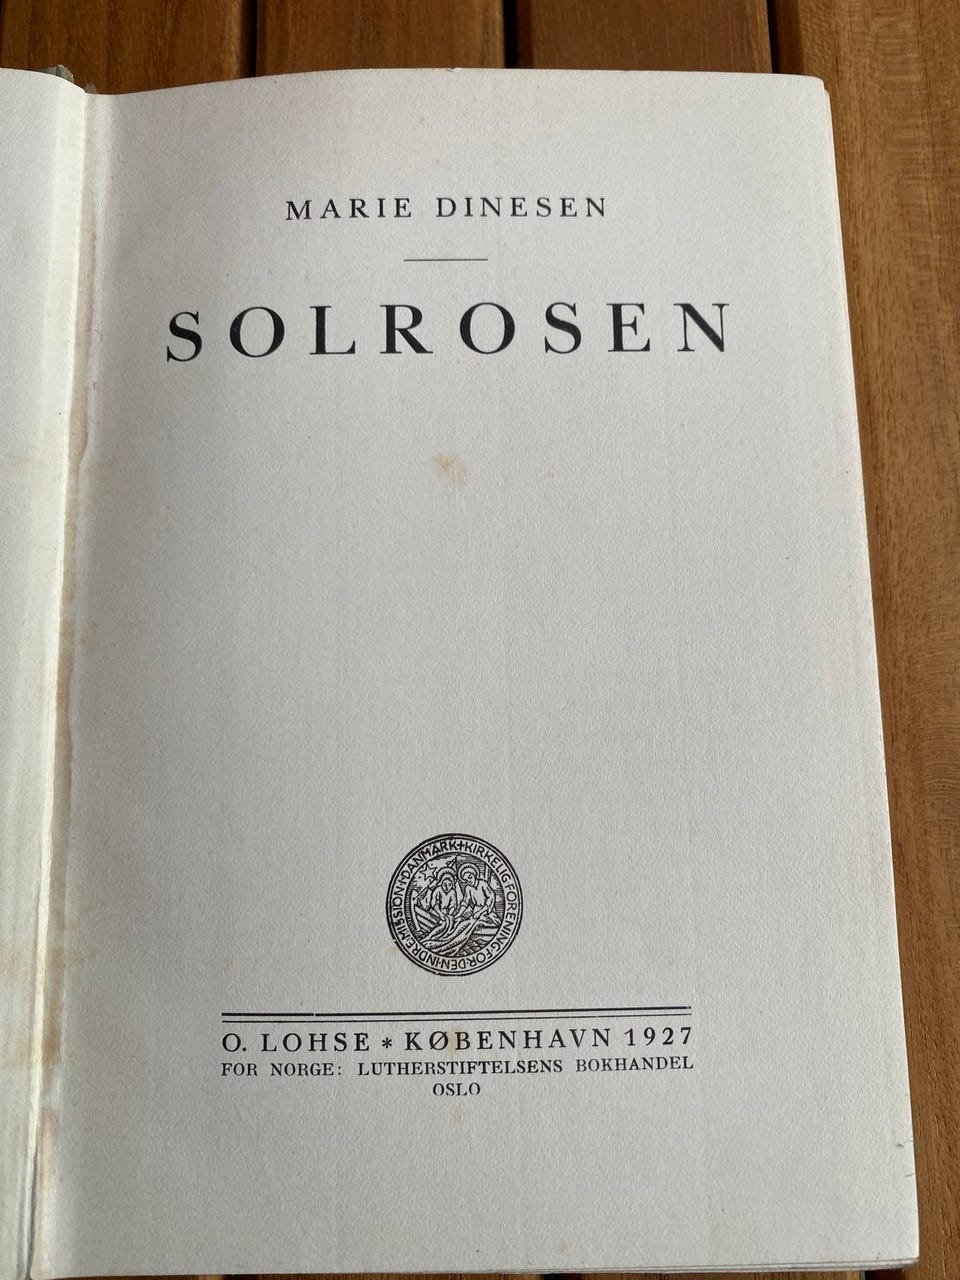 MARIE DINESEN
SOLROSEN
KIRKELIG·FORENING·FOR·DEN·INDRE·MISSION·I·DANMARK+
O. LOHSE * KØBENHAVN 1927
FOR NORGE: LUTHERSTIFTELSENS BOKHANDEL
OSLO